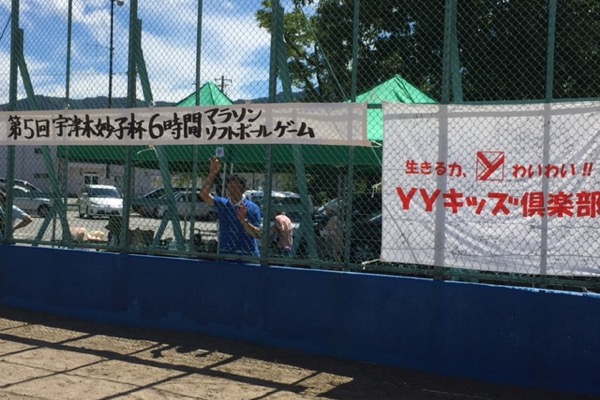 第5回宇津木妙子杯6時間マラソン
ソフトボールゲーム
生きる力、わいわい!!
YYキッズ倶楽部